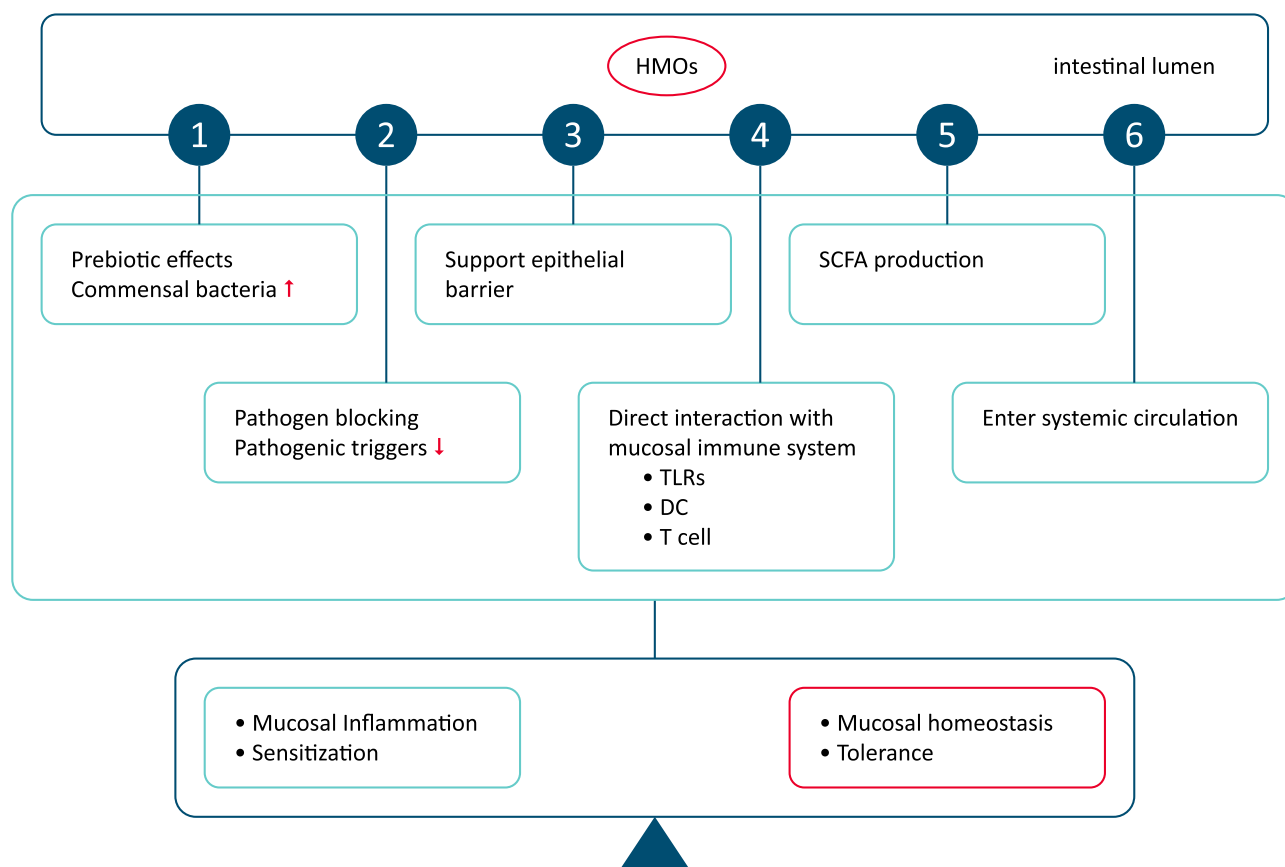 HMOs
intestinal lumen
1
2
3
4
5
6
Prebiotic effects
Commensal bacteria ↑
Support epithelial
barrier
SCFA production
Pathogen blocking
Pathogenic triggers ↓
Direct interaction with
mucosal immune system
• TLRs
• DC
• T cell
Enter systemic circulation
• Mucosal Inflammation
• Sensitization
• Mucosal homeostasis
• Tolerance